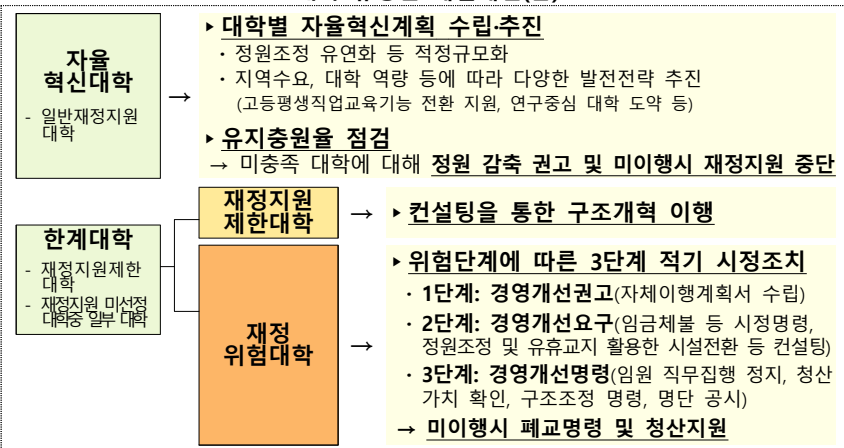 자율
혁신대학
- 일반재정지원
대학
→
▸ 대학별 자율혁신계획 수립·추진
· 정원조정 유연화 등 적정규모화
· 지역수요, 대학 역량 등에 따라 다양한 발전전략 추진
(고등평생직업교육기능 전환 지원, 연구중심 대학 도약 등)
▸ 유지충원율 점검
→ 미충족 대학에 대해 정원 감축 권고 및 미이행시 재정지원 중단
한계대학
- 재정지원제한
대학
- 재정지원 미선정
대학중 일부 대학
재정지원
제한대학
→
▸ 컨설팅을 통한 구조개혁 이행
재정
위험대학
→
▸ 위험단계에 따른 3단계 적기 시정조치
· 1단계: 경영개선권고(자체이행계획서 수립)
· 2단계: 경영개선요구(임금체불 등 시정명령,
정원조정 및 유휴교지 활용한 시설전환 등 컨설팅)
· 3단계: 경영개선명령(임원 직무집행 정지, 청산
가치 확인, 구조조정 명령, 명단 공시)
→ 미이행시 폐교명령 및 청산지원